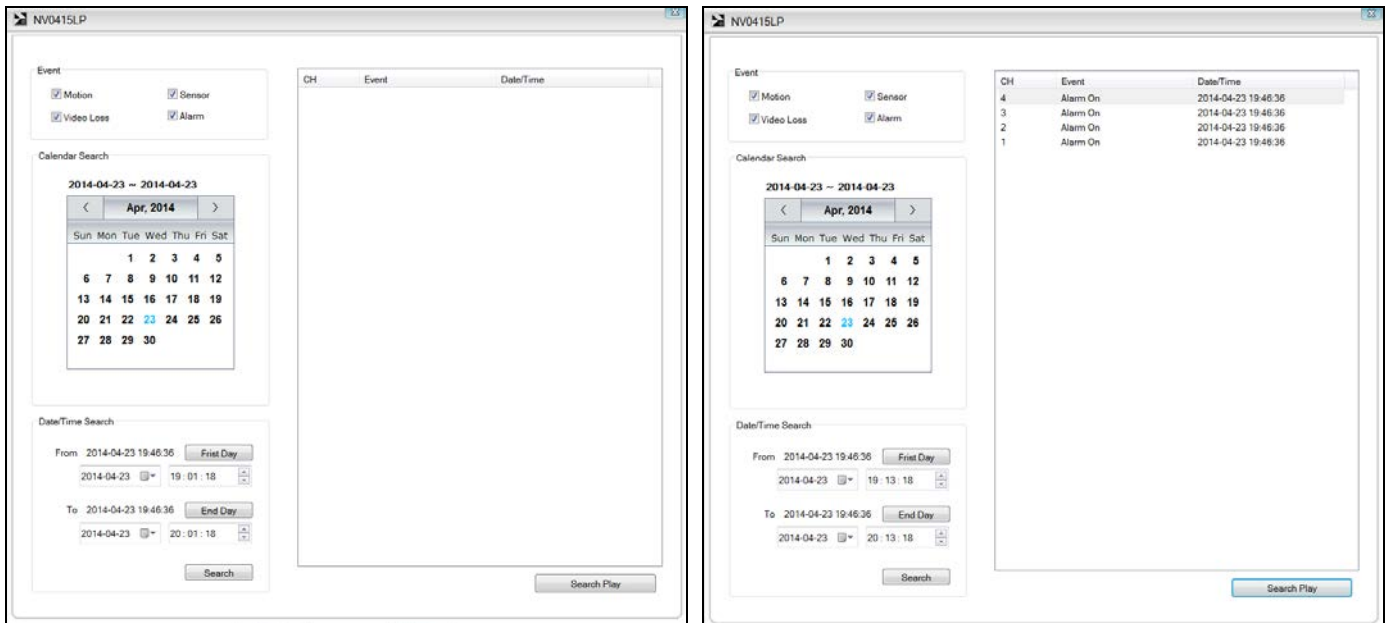 NV0415LP
Event
Motion Sensor
Video Loss Alarm
Calendar Search
2014-04-23 ~ 2014-04-23
< Apr, 2014 >
Sun Mon Tue Wed Thu Fri Sat
1 2 3 4 5
6 7 8 9 10 11 12
13 14 15 16 17 18 19
20 21 22 23 24 25 26
27 28 29 30
Date/Time Search
From 2014-04-23 19:46:36 Frist Day
2014-04-23 19 : 01 : 18
To 2014-04-23 19:46:36 End Day
2014-04-23 20 : 01 : 18
Search
CH Event Date/Time
Search Play
NV0415LP
Event
Motion Sensor
Video Loss Alarm
Calendar Search
2014-04-23 ~ 2014-04-23
< Apr, 2014 >
Sun Mon Tue Wed Thu Fri Sat
1 2 3 4 5
6 7 8 9 10 11 12
13 14 15 16 17 18 19
20 21 22 23 24 25 26
27 28 29 30
Date/Time Search
From 2014-04-23 19:46:36 Frist Day
2014-04-23 19 : 13 : 18
To 2014-04-23 19:46:36 End Day
2014-04-23 20 : 13 : 18
Search
CH Event Date/Time
4 Alarm On 2014-04-23 19:46:36
3 Alarm On 2014-04-23 19:46:36
2 Alarm On 2014-04-23 19:46:36
1 Alarm On 2014-04-23 19:46:36
Search Play